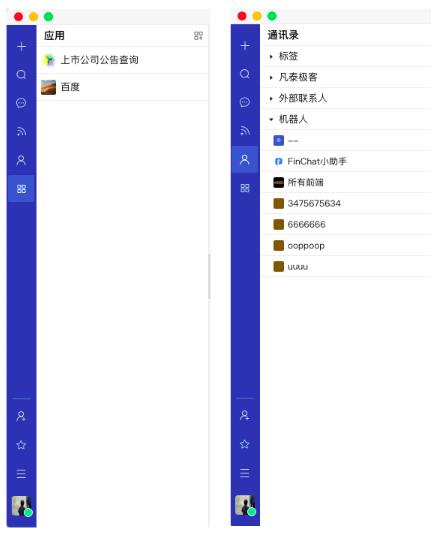 应用
上市公司公告查询
百度
通讯录
标签
凡泰极客
外部联系人
机器人
--
FinChat小助手
所有前端
3475675634
6666666
ooppoop
uuuu